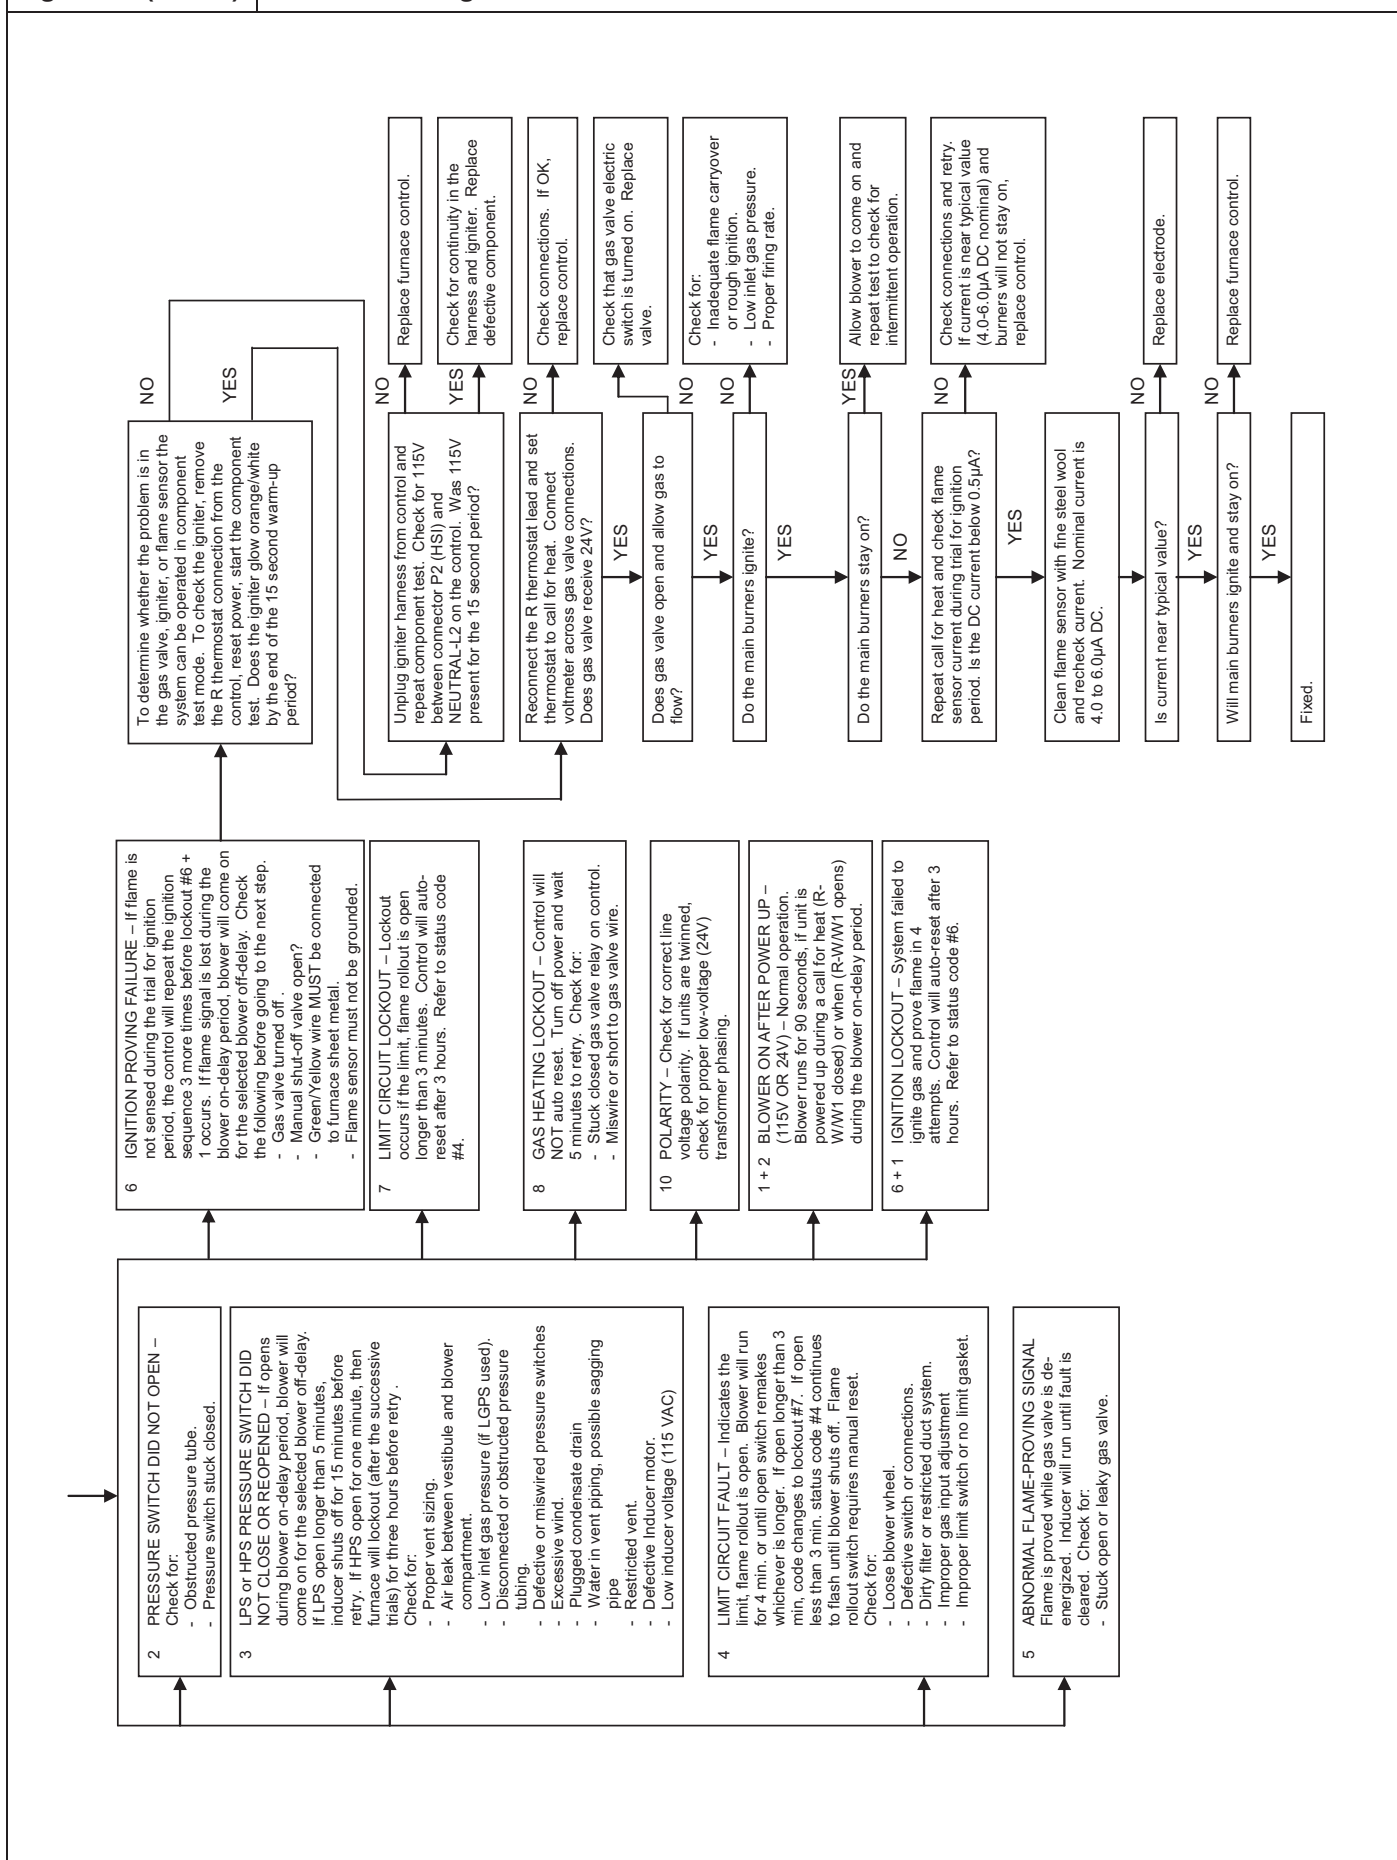 2 PRESSURE SWITCH DID NOT OPEN –
Check for:
- Obstructed pressure tube.
- Pressure switch stuck closed.
3 LPS or HPS PRESSURE SWITCH DID
NOT CLOSE OR REOPENED – If opens
during blower on-delay period, blower will
come on for the selected blower off-delay.
If LPS open longer than 5 minutes,
inducer shuts off for 15 minutes before
retry. If HPS open for one minute, then
furnace will lockout (after the successive
trials) for three hours before retry .
Check for:
- Proper vent sizing.
- Air leak between vestibule and blower
compartment.
- Low inlet gas pressure (if LGPS used).
- Disconnected or obstructed pressure
tubing.
- Defective or miswired pressure switches
- Excessive wind.
- Plugged condensate drain
- Water in vent piping, possible sagging
pipe
- Restricted vent.
- Defective Inducer motor.
- Low inducer voltage (115 VAC)
4 LIMIT CIRCUIT FAULT – Indicates the
limit, flame rollout is open. Blower will run
for 4 min. or until open switch remakes
whichever is longer. If open longer than 3
min, code changes to lockout #7. If open
less than 3 min. status code #4 continues
to flash until blower shuts off. Flame
rollout switch requires manual reset.
Check for:
- Loose blower wheel.
- Defective switch or connections.
- Dirty filter or restricted duct system.
- Improper gas input adjustment
- Improper limit switch or no limit gasket.
5 ABNORMAL FLAME-PROVING SIGNAL
Flame is proved while gas valve is de-
energized. Inducer will run until fault is
cleared. Check for:
- Stuck open or leaky gas valve.
6 IGNITION PROVING FAILURE – If flame is
not sensed during the trial for ignition
period, the control will repeat the ignition
sequence 3 more times before lockout #6 +
1 occurs. If flame signal is lost during the
blower on-delay period, blower will come on
for the selected blower off-delay. Check
the following before going to the next step.
- Gas valve turned off .
- Manual shut-off valve open?
- Green/Yellow wire MUST be connected
to furnace sheet metal.
- Flame sensor must not be grounded.
7 LIMIT CIRCUIT LOCKOUT – Lockout
occurs if the limit, flame rollout is open
longer than 3 minutes. Control will auto-
reset after 3 hours. Refer to status code
#4.
8 GAS HEATING LOCKOUT – Control will
NOT auto reset. Turn off power and wait
5 minutes to retry. Check for:
- Stuck closed gas valve relay on control.
- Miswire or short to gas valve wire.
10 POLARITY – Check for correct line
voltage polarity. If units are twinned,
check for proper low-voltage (24V)
transformer phasing.
1 + 2 BLOWER ON AFTER POWER UP –
(115V OR 24V) – Normal operation.
Blower runs for 90 seconds, if unit is
powered up during a call for heat (R-
W/W1 closed) or when (R-W/W1 opens)
during the blower on-delay period.
6 + 1 IGNITION LOCKOUT – System failed to
ignite gas and prove flame in 4
attempts. Control will auto-reset after 3
hours. Refer to status code #6.
To determine whether the problem is in
the gas valve, igniter, or flame sensor the
system can be operated in component
test mode. To check the igniter, remove
the R thermostat connection from the
control, reset power, start the component
test. Does the igniter glow orange/white
by the end of the 15 second warm-up
period?
NO
YES
Unplug igniter harness from control and
repeat component test. Check for 115V
between connector P2 (HSI) and
NEUTRAL-L2 on the control. Was 115V
present for the 15 second period?
NO
Replace furnace control.
YES
Check for continuity in the
harness and igniter. Replace
defective component.
Reconnect the R thermostat lead and set
thermostat to call for heat. Connect
voltmeter across gas valve connections.
Does gas valve receive 24V?
NO
Check connections. If OK,
replace control.
YES
Does gas valve open and allow gas to
flow?
NO
Check that gas valve electric
switch is turned on. Replace
valve.
YES
Do the main burners ignite?
NO
Check for:
- Inadequate flame carryover
or rough ignition.
- Low inlet gas pressure.
- Proper firing rate.
YES
Do the main burners stay on?
YES
Allow blower to come on and
repeat test to check for
intermittent operation.
NO
Repeat call for heat and check flame
sensor current during trial for ignition
period. Is the DC current below 0.5µA?
NO
Check connections and retry.
If current is near typical value
(4.0-6.0µA DC nominal) and
burners will not stay on,
replace control.
YES
Clean flame sensor with fine steel wool
and recheck current. Nominal current is
4.0 to 6.0µA DC.
Is current near typical value?
NO
Replace electrode.
YES
Will main burners ignite and stay on?
NO
Replace furnace control.
YES
Fixed.